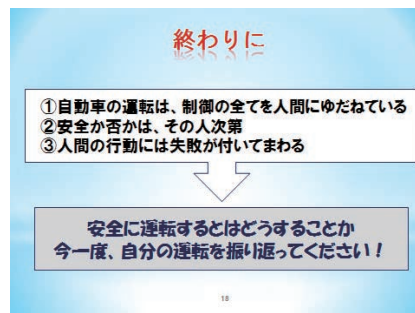 終わりに
①自動車の運転は、制御の全てを人間にゆだねている
②安全か否かは、その人次第
③人間の行動には失敗が付いてまわる
安全に運転するとはどうすることか
今一度、自分の運転を振り返ってください！
18